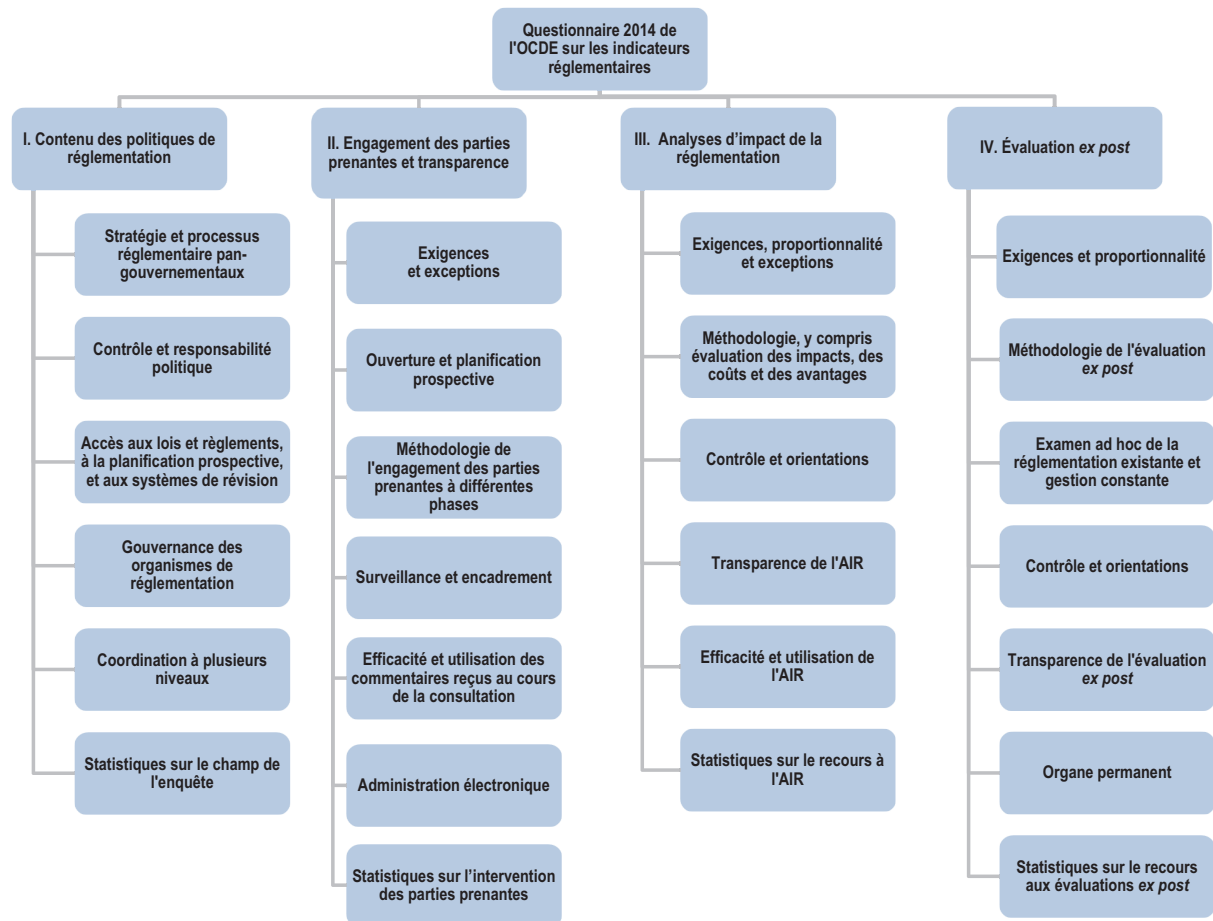 Questionnaire 2014 de
l'OCDE sur les indicateurs
réglementaires
I. Contenu des politiques de
réglementation
Stratégie et processus
réglementaire pan-
gouvernementaux
Contrôle et responsabilité
politique
Accès aux lois et règlements,
à la planification prospective,
et aux systèmes de révision
Gouvernance des
organismes de
réglementation
Coordination à plusieurs
niveaux
Statistiques sur le champ de
l'enquête
II. Engagement des parties
prenantes et transparence
Exigences
et exceptions
Ouverture et planification
prospective
Méthodologie de
l'engagement des parties
prenantes à différentes
phases
Surveillance et encadrement
Efficacité et utilisation des
commentaires reçus au cours
de la consultation
Administration électronique
Statistiques sur l’intervention
des parties prenantes
III. Analyses d’impact de la
réglementation
Exigences, proportionnalité
et exceptions
Méthodologie, y compris
évaluation des impacts, des
coûts et des avantages
Contrôle et orientations
Transparence de l'AIR
Efficacité et utilisation de
l'AIR
Statistiques sur le recours à
l'AIR
IV. Évaluation ex post
Exigences et proportionnalité
Méthodologie de l'évaluation
ex post
Examen ad hoc de la
réglementation existante et
gestion constante
Contrôle et orientations
Transparence de l'évaluation
ex post
Organe permanent
Statistiques sur le recours
aux évaluations ex post